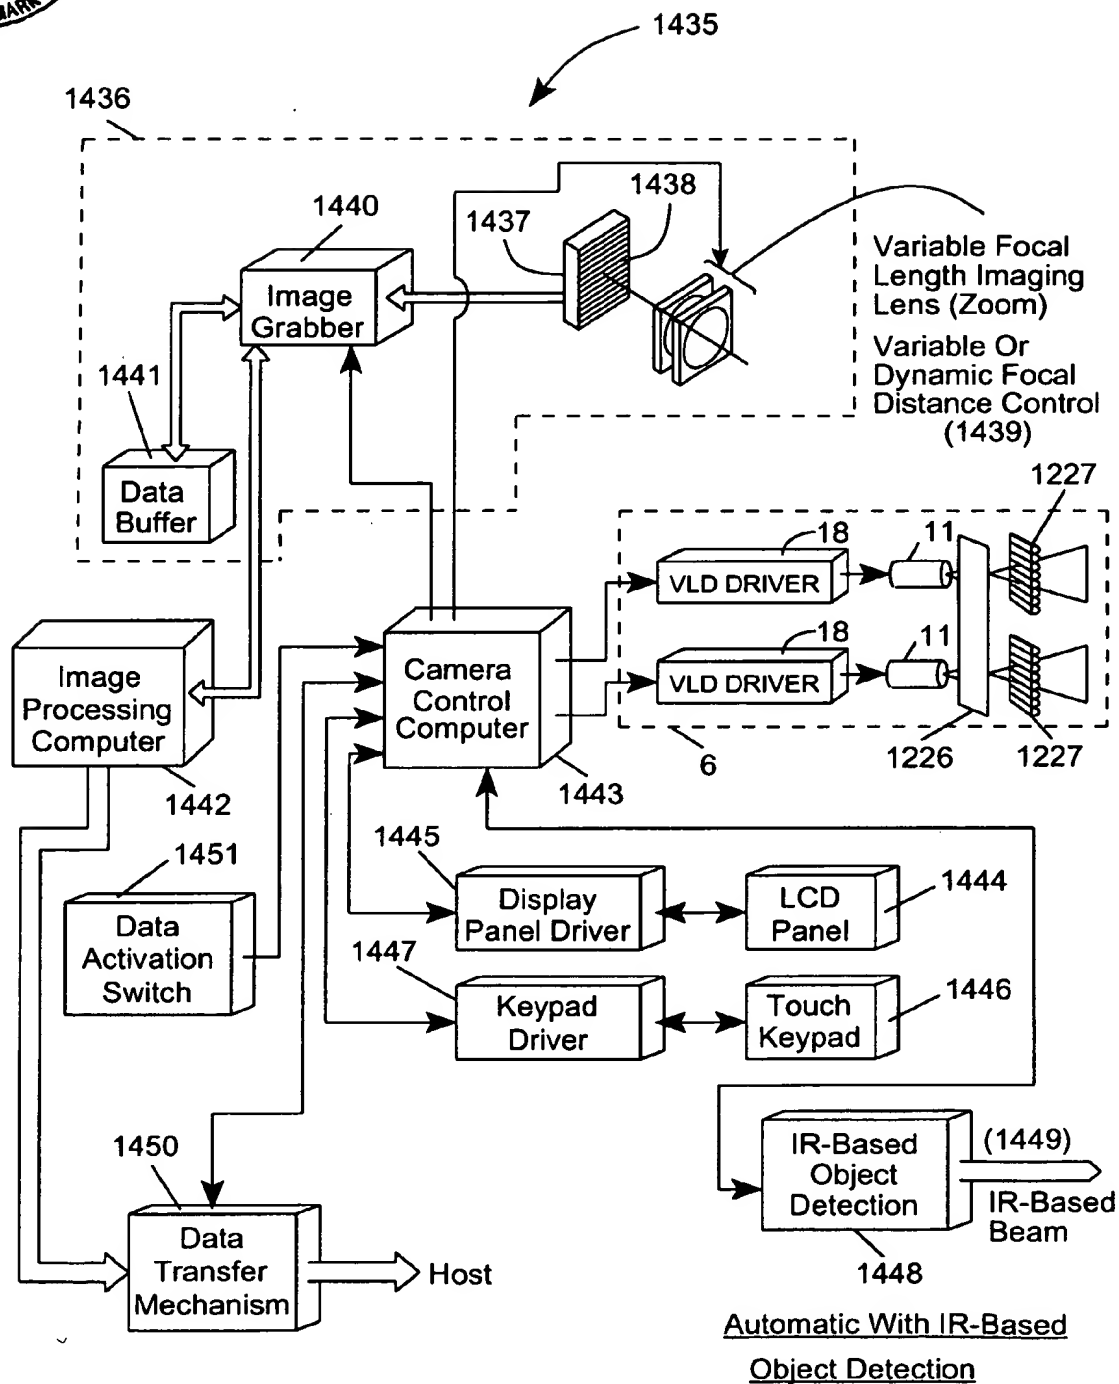 MARK
1435
1436
1440
1437
1438
Image
Grabber
Variable Focal
Length Imaging
Lens (Zoom)
Variable Or
Dynamic Focal
Distance Control
(1439)
1441
Data
Buffer
1227
18
11
VLD DRIVER
18
11
VLD DRIVER
6
1226
1227
Image
Processing
Computer
1442
Camera
Control
Computer
1443
1451
Data
Activation
Switch
1445
Display
Panel Driver
LCD
Panel
1444
1447
Keypad
Driver
Touch
Keypad
1446
1450
Data
Transfer
Mechanism
Host
IR-Based
Object
Detection
(1449)
IR-Based
Beam
1448
Automatic With IR-Based
Object Detection